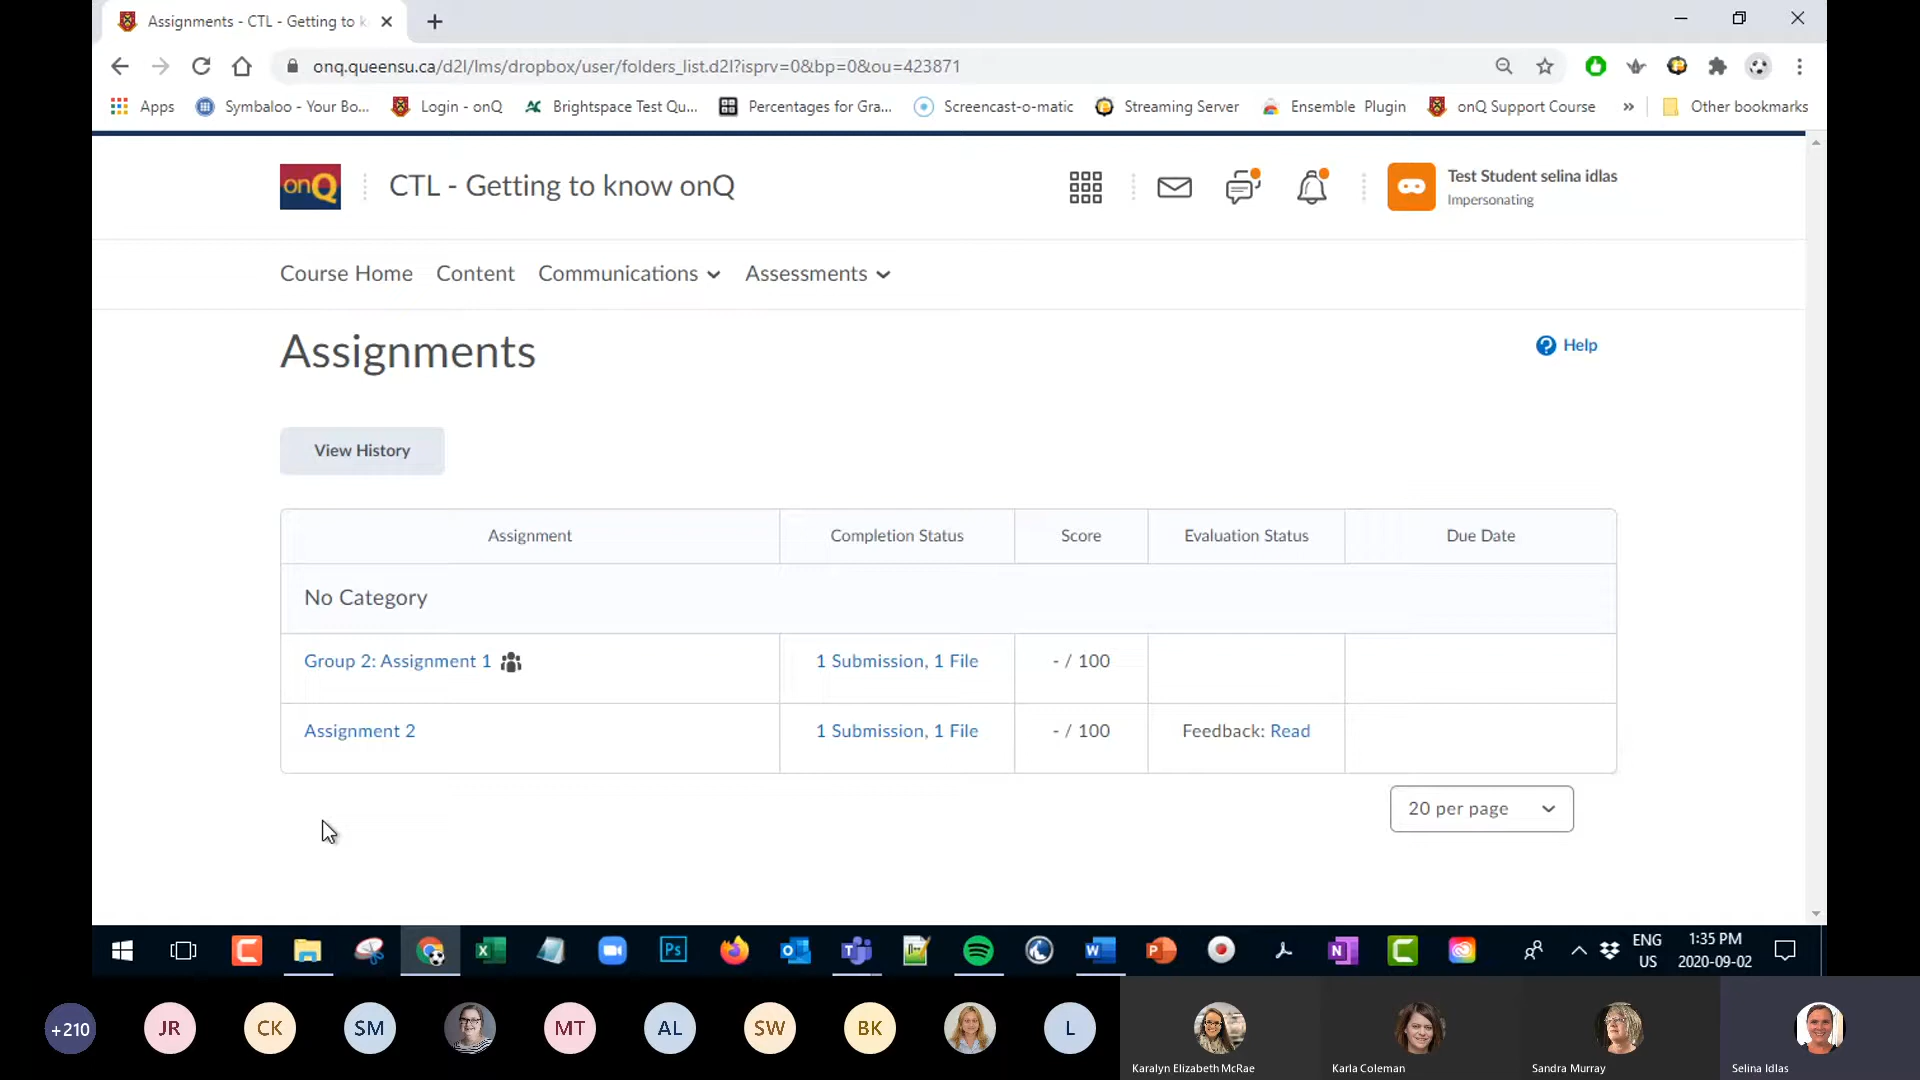 Assignments - CTL - Getting to k
onq.queensu.ca/d2l/lms/dropbox/user/folders_list.d2l?isprv=0&bp=0&ou=423871
Apps Symbaloo - Your Bo... Login - onQ Brightspace Test Qu... Percentages for Gra... Screencast-o-matic Streaming Server Ensemble Plugin onQ Support Course » Other bookmarks
onQ CTL - Getting to know onQ
Test Student selina idlas
Impersonating
Course Home Content Communications Assessments
Assignments
Help
View History
Assignment Completion Status Score Evaluation Status Due Date
No Category
Group 2: Assignment 1 1 Submission, 1 File - / 100
Assignment 2 1 Submission, 1 File - / 100 Feedback: Read
20 per page
ENG 1:35 PM
US 2020-09-02
+210 JR CK SM MT AL SW BK L
Karalyn Elizabeth McRae Karla Coleman Sandra Murray Selina Idlas